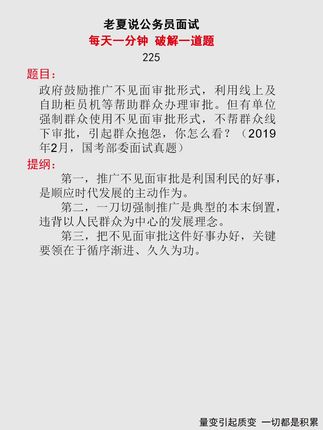 老夏说公务员面试
每天一分钟 破解一道题
225
题目：
政府鼓励推广不见面审批形式，利用线上及
自助柜员机等帮助群众办理审批。但有单位
强制群众使用不见面审批形式，不帮群众线
下审批，引起群众抱怨，你怎么看？（2019
年2月，国考部委面试真题）
提纲：
第一，推广不见面审批是利国利民的好事，
是顺应时代发展的主动作为。
第二，一刀切强制推广是典型的本末倒置，
违背以人民群众为中心的发展理念。
第三，把不见面审批这件好事办好，关键
要领在于循序渐进、久久为功。
量变引起质变 一切都是积累